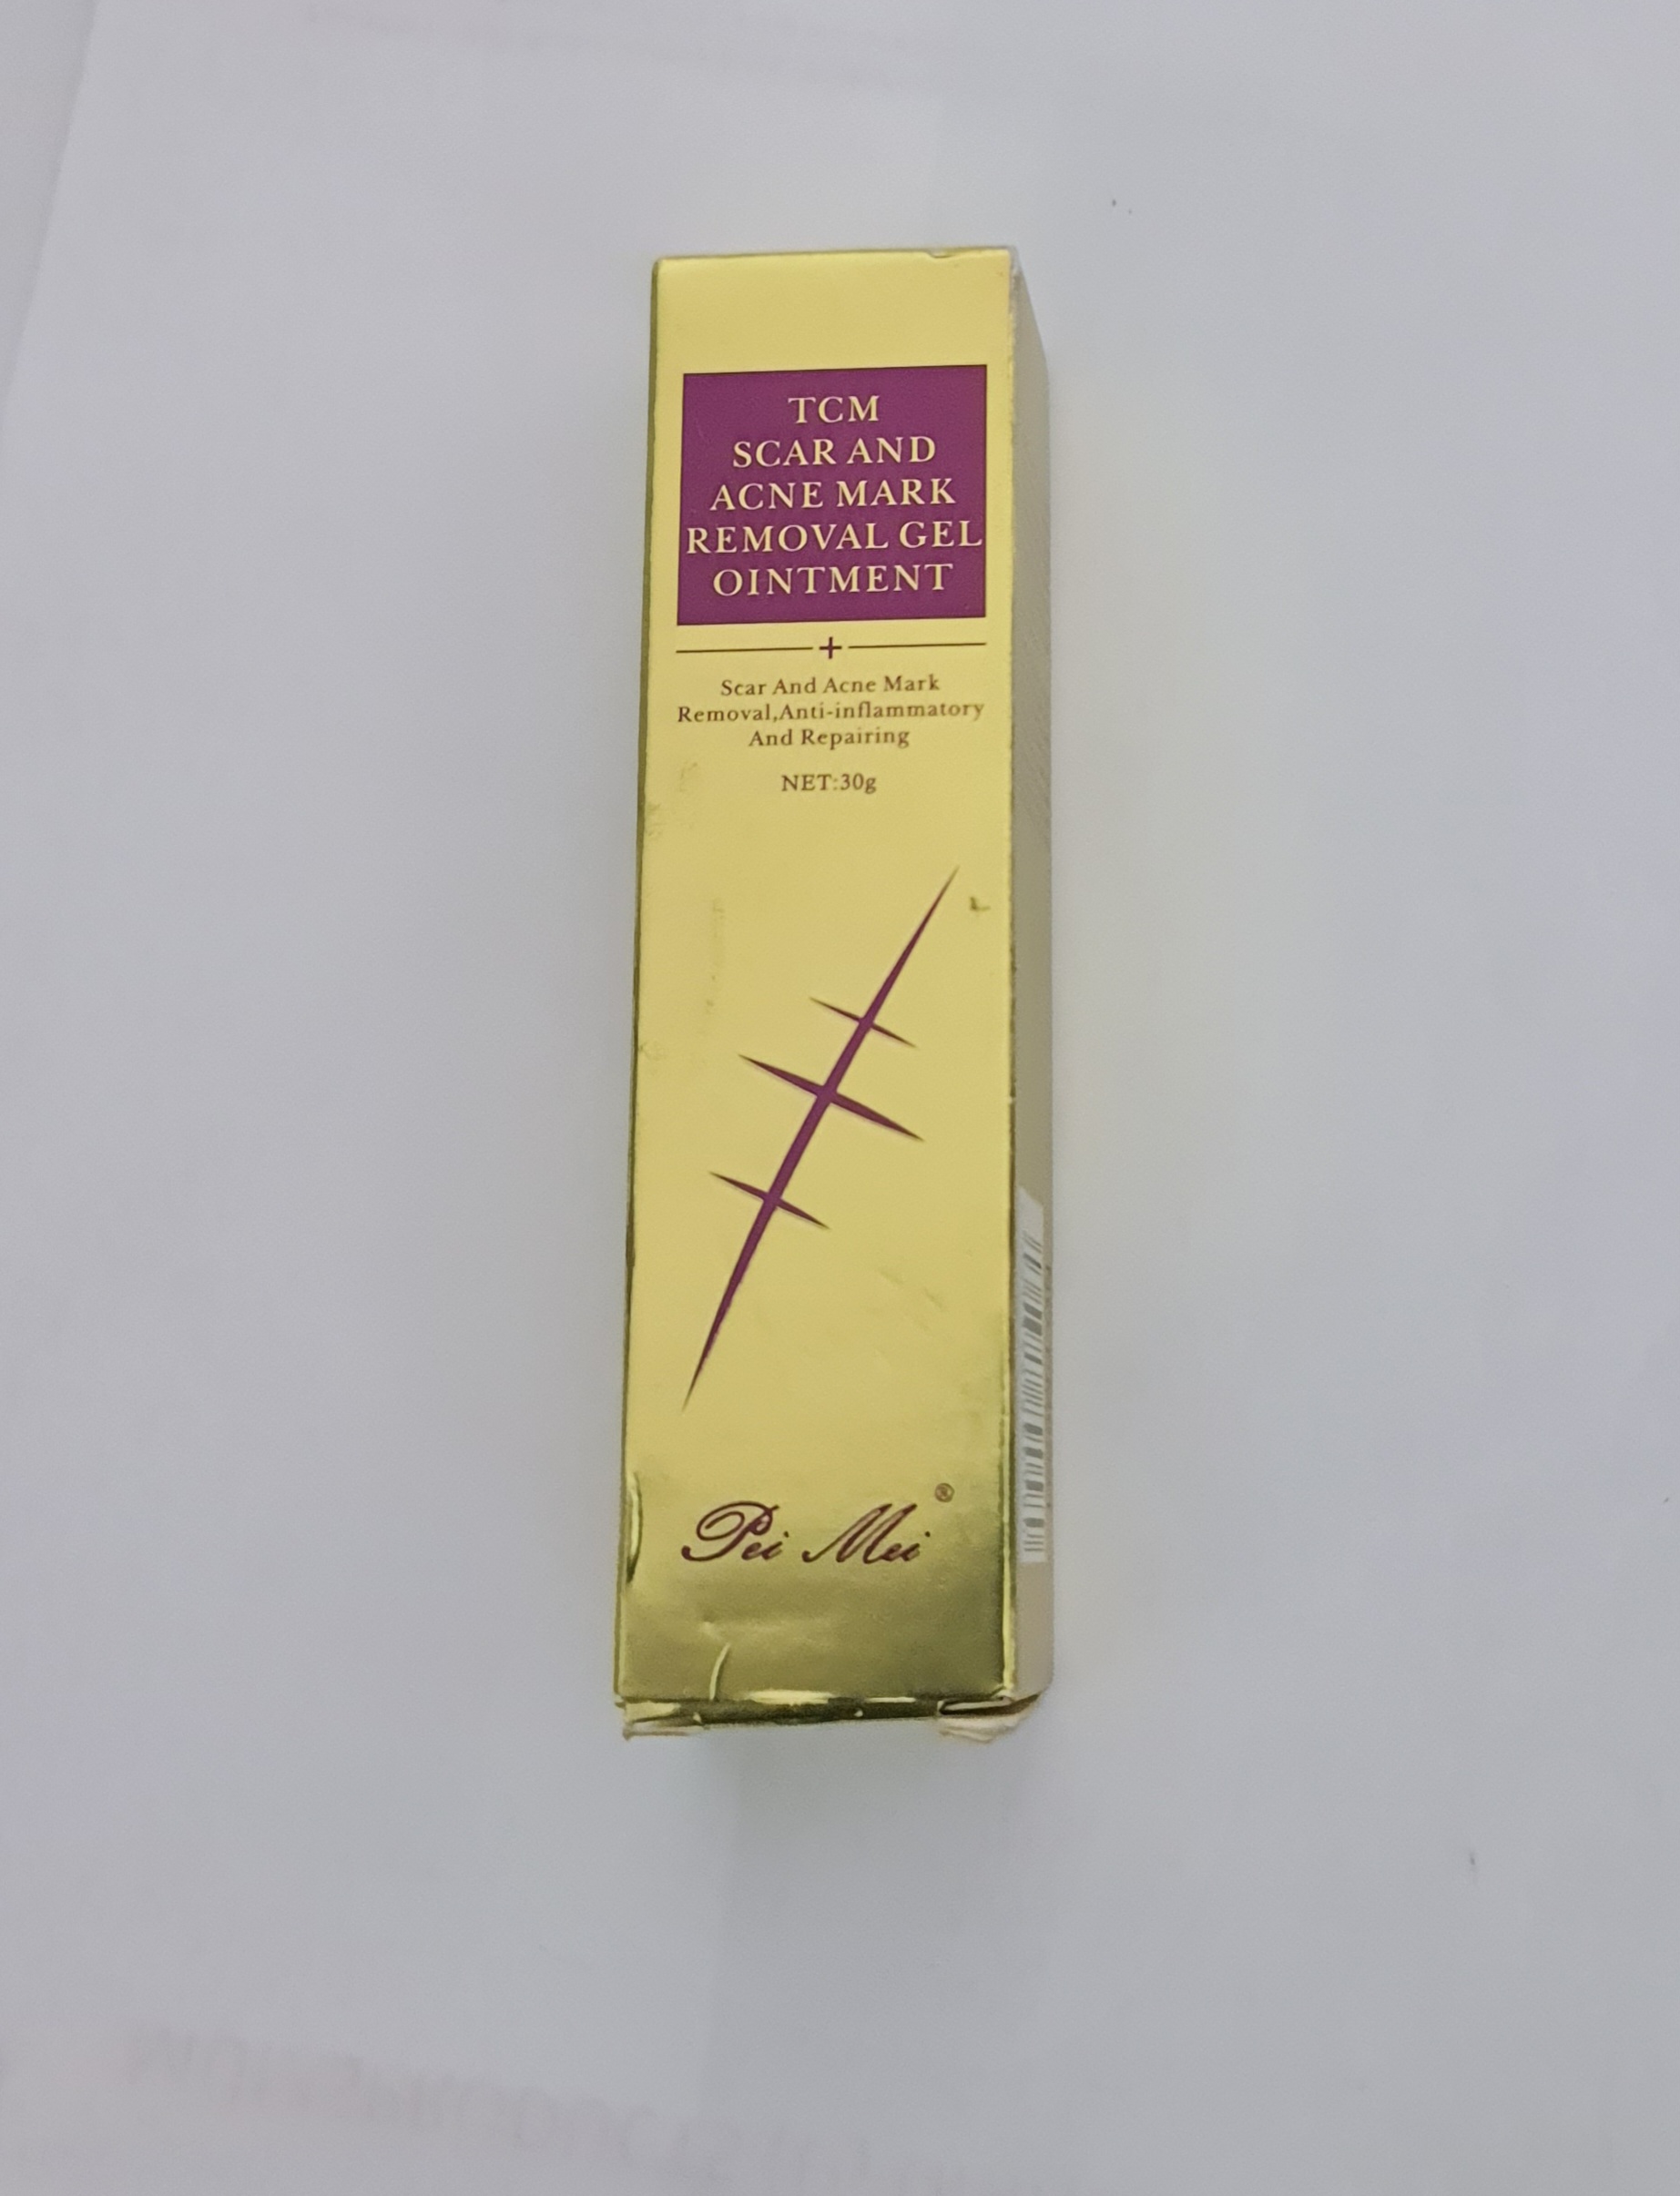 TCM
SCAR AND
ACNE MARK
REMOVAL GEL
OINTMENT
Scar And Acne Mark
Removal,Anti-inflammatory
And Repairing
NET:30g
Pei Mei®